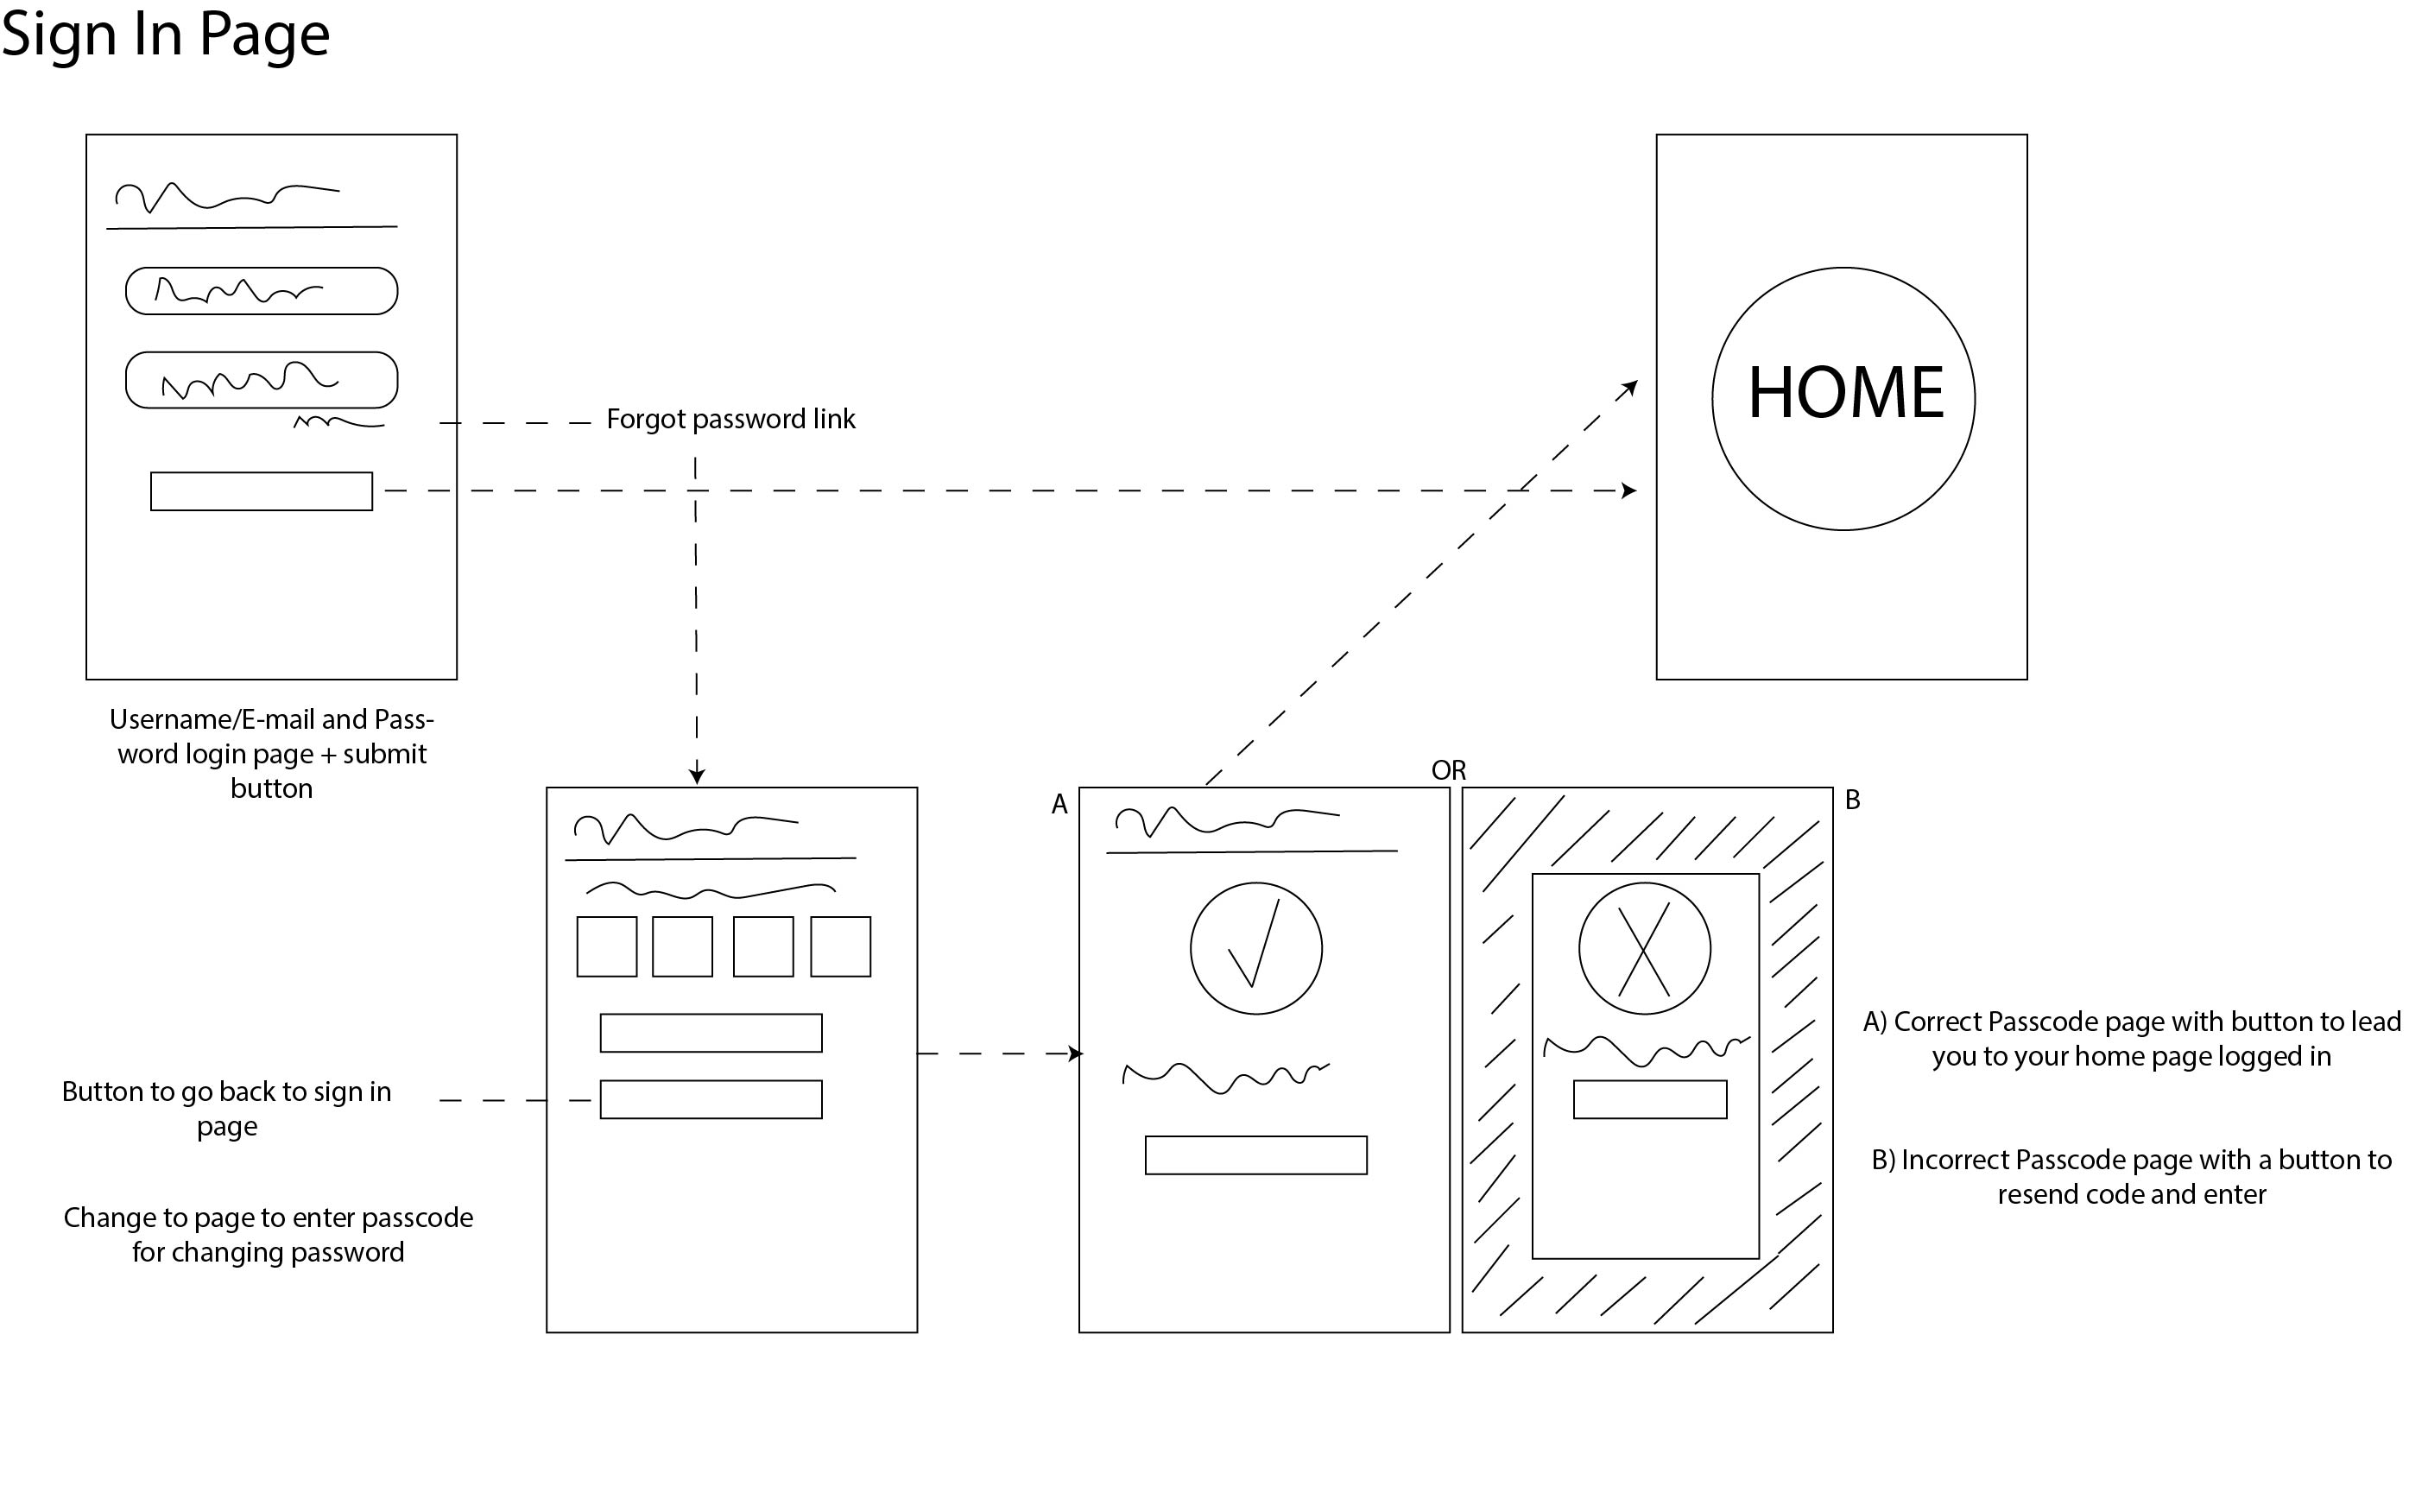 Sign In Page
HOME
Forgot password link
Username/E-mail and Pass-
word login page + submit
button
OR
A
B
A) Correct Passcode page with button to lead
you to your home page logged in
Button to go back to sign in
page
B) Incorrect Passcode page with a button to
resend code and enter
Change to page to enter passcode
for changing password